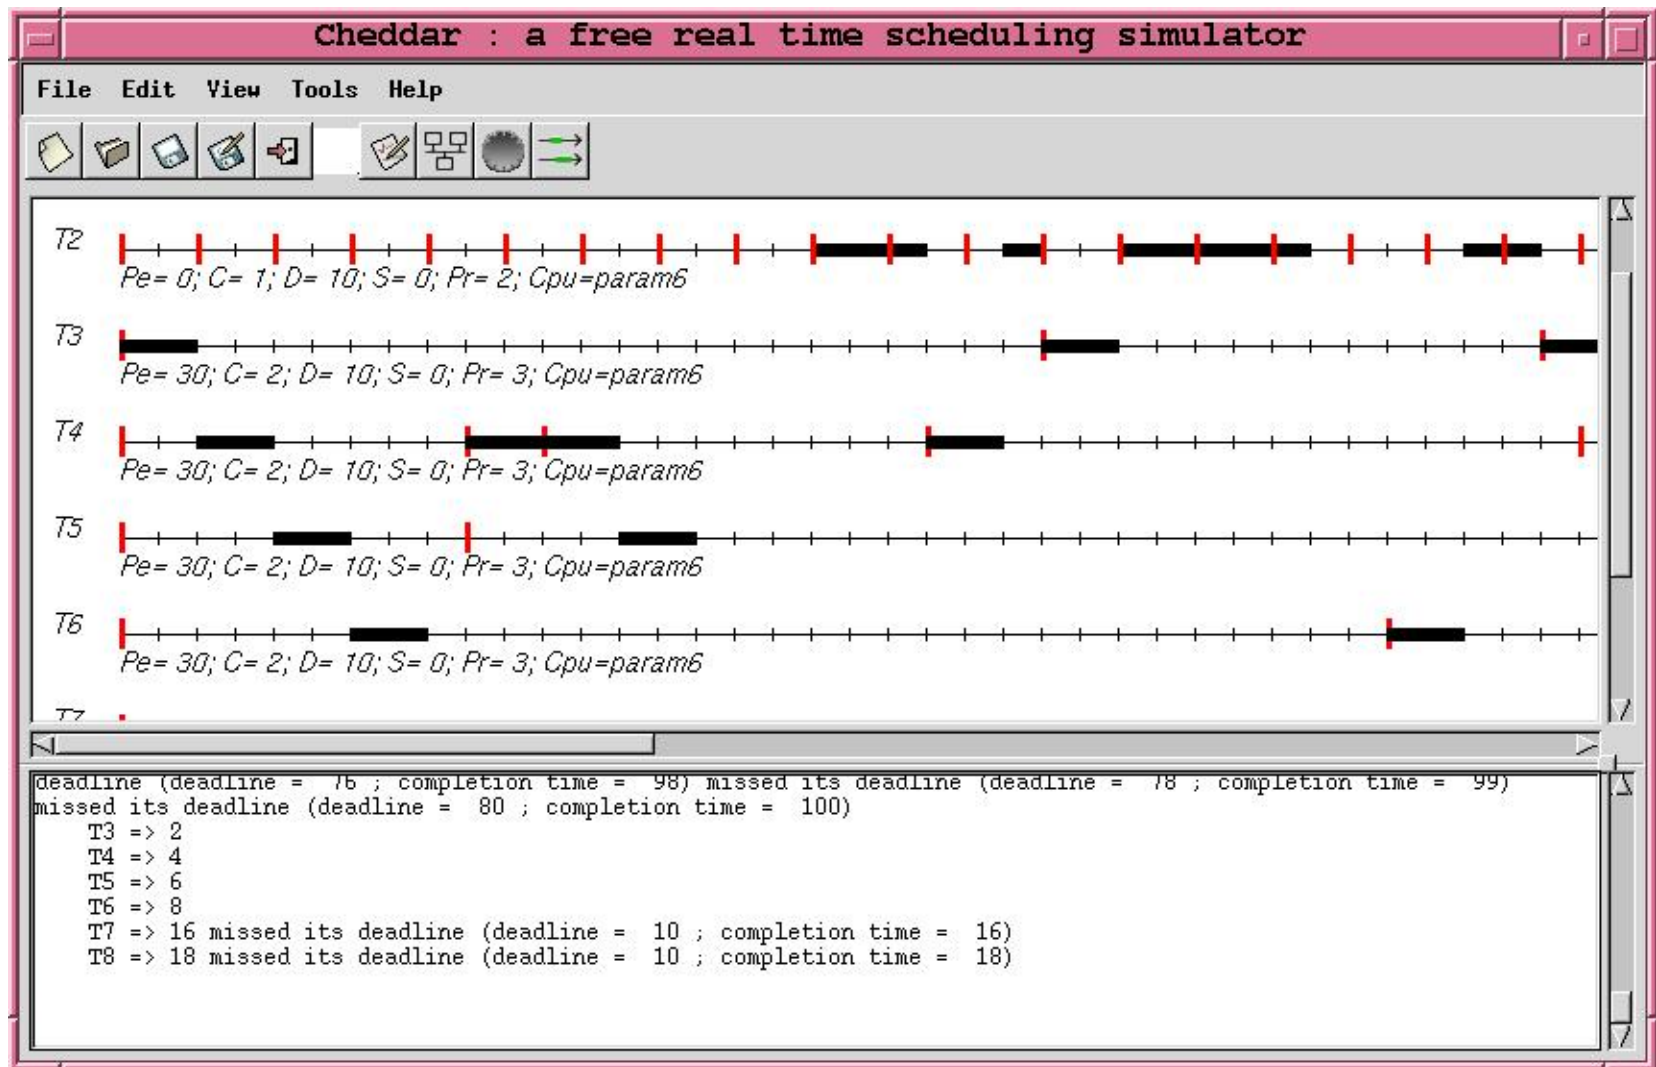 Cheddar : a free real time scheduling simulator
File Edit View Tools Help
T2
Pe= 0; C= 1; D= 10; S= 0; Pr= 2; Cpu=param6
T3
Pe= 30; C= 2; D= 10; S= 0; Pr= 3; Cpu=param6
T4
Pe= 30; C= 2; D= 10; S= 0; Pr= 3; Cpu=param6
T5
Pe= 30; C= 2; D= 10; S= 0; Pr= 3; Cpu=param6
T6
Pe= 30; C= 2; D= 10; S= 0; Pr= 3; Cpu=param6
T7
deadline (deadline = 76 ; completion time = 98) missed its deadline (deadline = 78 ; completion time = 99)
missed its deadline (deadline = 80 ; completion time = 100)
T3 => 2
T4 => 4
T5 => 6
T6 => 8
T7 => 16 missed its deadline (deadline = 10 ; completion time = 16)
T8 => 18 missed its deadline (deadline = 10 ; completion time = 18)